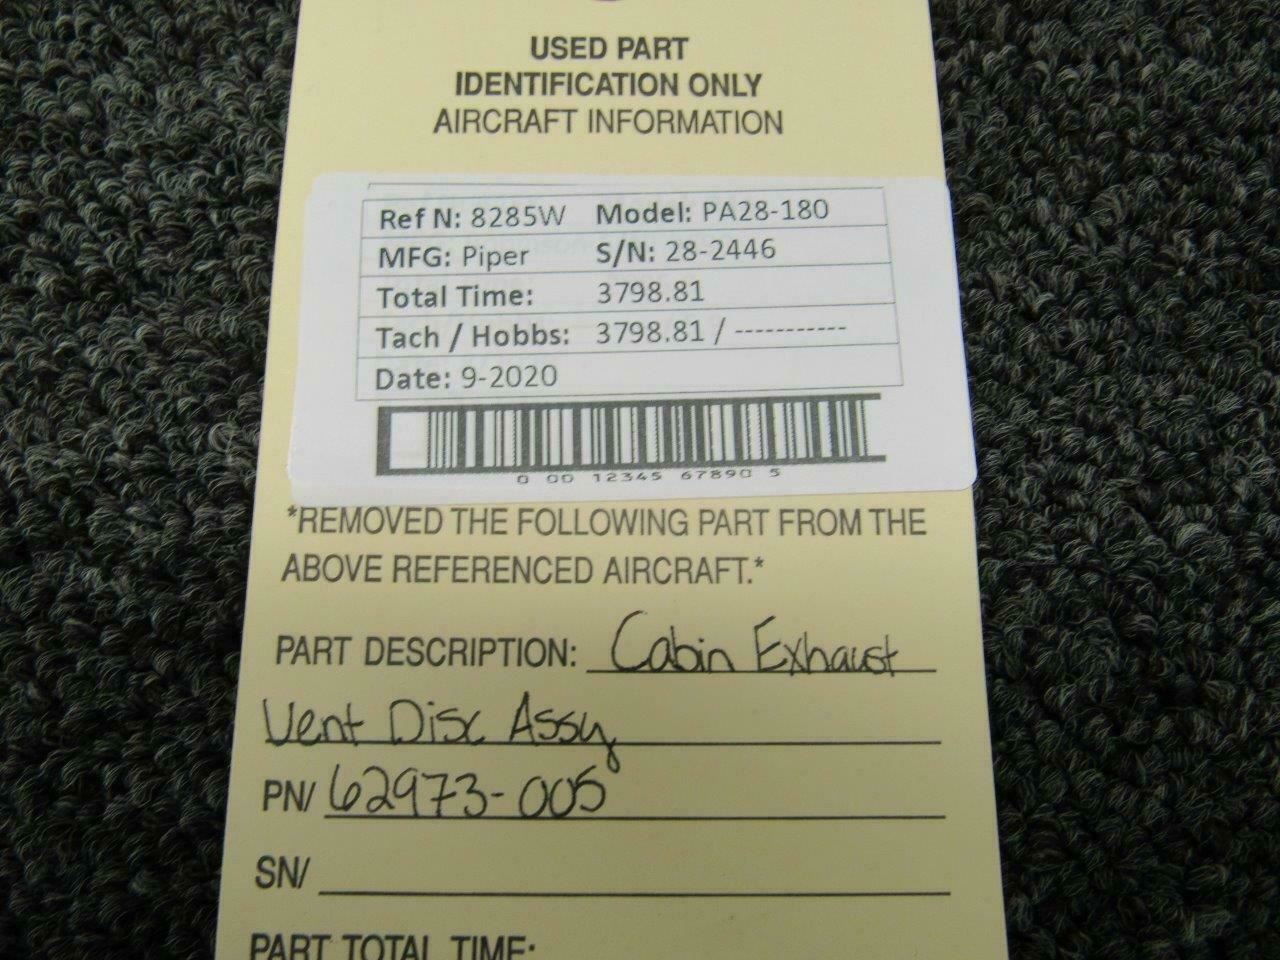 USED PART
IDENTIFICATION ONLY
AIRCRAFT INFORMATION
Ref N: 8285W Model: PA28-180
MFG: Piper S/N: 28-2446
Total Time: 3798.81
Tach / Hobbs: 3798.81 / -----------
Date: 9-2020
0 00 12345 67890 5
*REMOVED THE FOLLOWING PART FROM THE
ABOVE REFERENCED AIRCRAFT.*
PART DESCRIPTION: Cabin Exhaust
Vent Disc Assy
PN/ 62973-005
SN/
PART TOTAL TIME: